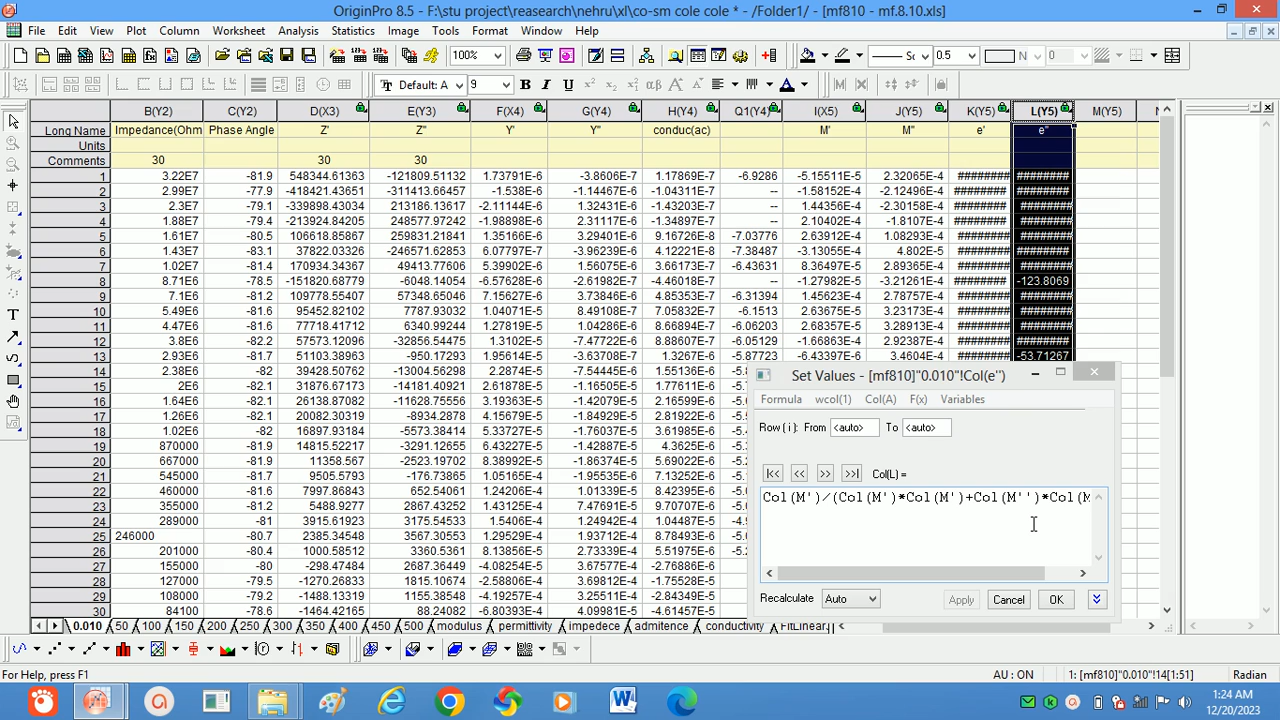 OriginPro 8.5 - F:\stu project\reasearch\nehru\xl\co-sm cole cole * - /Folder1/ - [mf810 - mf.8.10.xls]
File Edit View Plot Column Worksheet Analysis Statistics Image Tools Format Window Help
100% 0.5
Default: A 9
B(Y2) C(Y2) D(X3) E(Y3) F(X4) G(Y4) H(Y4) Q1(Y4) I(X5) J(Y5) K(Y5) L(Y5) M(Y5)
Long Name Impedance(Ohm Phase Angle Z' Z" Y' Y" conduc(ac) M' M" e' e"
Units
Comments 30 30 30
1 3.22E7 -81.9 548344.61363 -121809.51132 1.73791E-6 -3.8606E-7 1.17869E-7 -6.9286 -5.15511E-5 2.32065E-4 ######## ########
2 2.99E7 -77.9 -311413.66457 -1.538E-6 -1.14467E-6 -1.04311E-7 -- -1.58152E-4 -2.12496E-4 ######## ########
3 2.3E7 -79.1 213186.13617 -2.11144E-6 1.32431E-6 -1.43203E-7 -- 1.44356E-4 -2.30158E-4 ######## ########
4 1.88E7 -79.4 -213924.84205 248577.97242 -1.98898E-6 2.31117E-6 -1.34897E-7 -- 2.10402E-4 -1.8107E-4 ######## ########
5 1.61E7 -80.5 106618.85867 259831.21841 1.35166E-6 3.29401E-6 9.16726E-8 -7.03776 2.63912E-4 1.08293E-4 ######## ########
6 1.43E7 -83.1 -246571.62853 6.07797E-7 -3.96239E-6 4.12221E-8 -7.38487 -3.13055E-4 4.802E-5 ######## ########
7 1.02E7 -81.4 170934.34370 49413.77606 5.39902E-6 1.56075E-6 3.66173E-7 -6.43631 8.36497E-5 2.89365E-4 ######## ########
8 8.71E6 -78.5 -151820.68779 -6048.14054 -6.57628E-6 -2.61982E-7 -4.46018E-7 -- -1.27982E-5 -3.21261E-4 ######## -123.8069
9 7.1E6 -81.2 109778.55407 57348.65046 7.15627E-6 3.73846E-6 4.85353E-7 -6.31394 1.45623E-4 2.78757E-4 ######## ########
10 5.49E6 -81.6 7787.93032 1.04071E-5 8.49108E-7 7.05832E-7 3.23178E-4 ######## ########
11 4.47E6 -81.6 77718.41712 6340.99244 1.27819E-5 1.04286E-6 8.66894E-7 2.68357E-5 3.28913E-4 ######## ########
12 3.8E6 -81.2 -32856.54475 1.3102E-5 -7.47722E-6 8.88607E-7 -6.05129 -1.66863E-4 2.92387E-4 ######## ########
13 2.93E6 -81.7 -950.17293 1.95614E-5 -3.63708E-7 1.3267E-6 -5.87723 -6.43397E-6 3.4604E-4 ######## -53.71267
14 2.36E6 -82 39428.50762 -13004.56298 2.2874E-5 -7.54445E-6
15 2E6 -82.1 31876.67173 -14181.40921 2.61878E-5 -1.16505E-5 1.77611E-6
16 1.64E6 -82.1 26138.87082 -11628.75556 3.19363E-5 -1.42079E-5 2.16599E-6
17 1.26E6 -82.1 20082.30319 -8934.2878 4.15679E-5 -1.84929E-5 2.81922E-6
18 1.02E6 -82.1 16897.93184 -5573.38414 5.33727E-5 -1.76037E-5 3.61985E-6
19 870000 -81.9 14815.52217 -3291.12655 6.43227E-5 -1.42887E-5 4.3625E-6
20 667000 -81.9 11358.567 -2523.19702 8.38992E-5 -1.86374E-5 5.69022E-6
21 545000 -81.6 9505.5793 -176.73865 1.05165E-4 -1.95535E-6 7.13252E-6
22 460000 -81.6 7997.86843 652.54061 1.24206E-4 1.01339E-5 8.42395E-6
23 355000 -81.2 5488.9277 2867.43252 1.43125E-4 7.47691E-5
24 289000 -81 3915.61923 3175.54533 1.5406E-4 1.24942E-4 1.04487E-5
25 246000 -80.7 2385.34548 3567.30553 1.29529E-4 1.93712E-4 8.78493E-6
26 201000 -80.4 1000.58512 3360.5361 8.13856E-5 2.73339E-4 5.51975E-6
27 155000 -80 -298.47484 2687.36449 -4.08254E-5 3.67577E-4 -2.76886E-6
28 127000 -79.5 -1270.26833 1815.10674 -2.58806E-4 3.69812E-4 -1.75528E-5
29 108000 -79.2 -1488.13319 1155.38548 -4.19271E-4 3.25511E-4 -2.84349E-5
30 84100 -78.6 -1464.42165 88.24082 -6.80393E-4 4.09981E-5 -4.61457E-5
Set Values - [mf810]"0.010"!Col(e'')
Formula wcol(1) Col(A) F(x) Variables
Row (i): From <auto> To <auto>
Col(L) =
Col(M')/(Col(M')*Col(M')+Col(M'')*Col(M
Recalculate Auto Apply Cancel OK
0.010 50 100 150 200 250 300 350 400 450 500 modulus permittivity impedece admitence conductivity FitLinear
For Help, press F1 AU : ON 1: [mf810]"0.010"!14[1:51] Radian
1:24 AM
12/20/2023